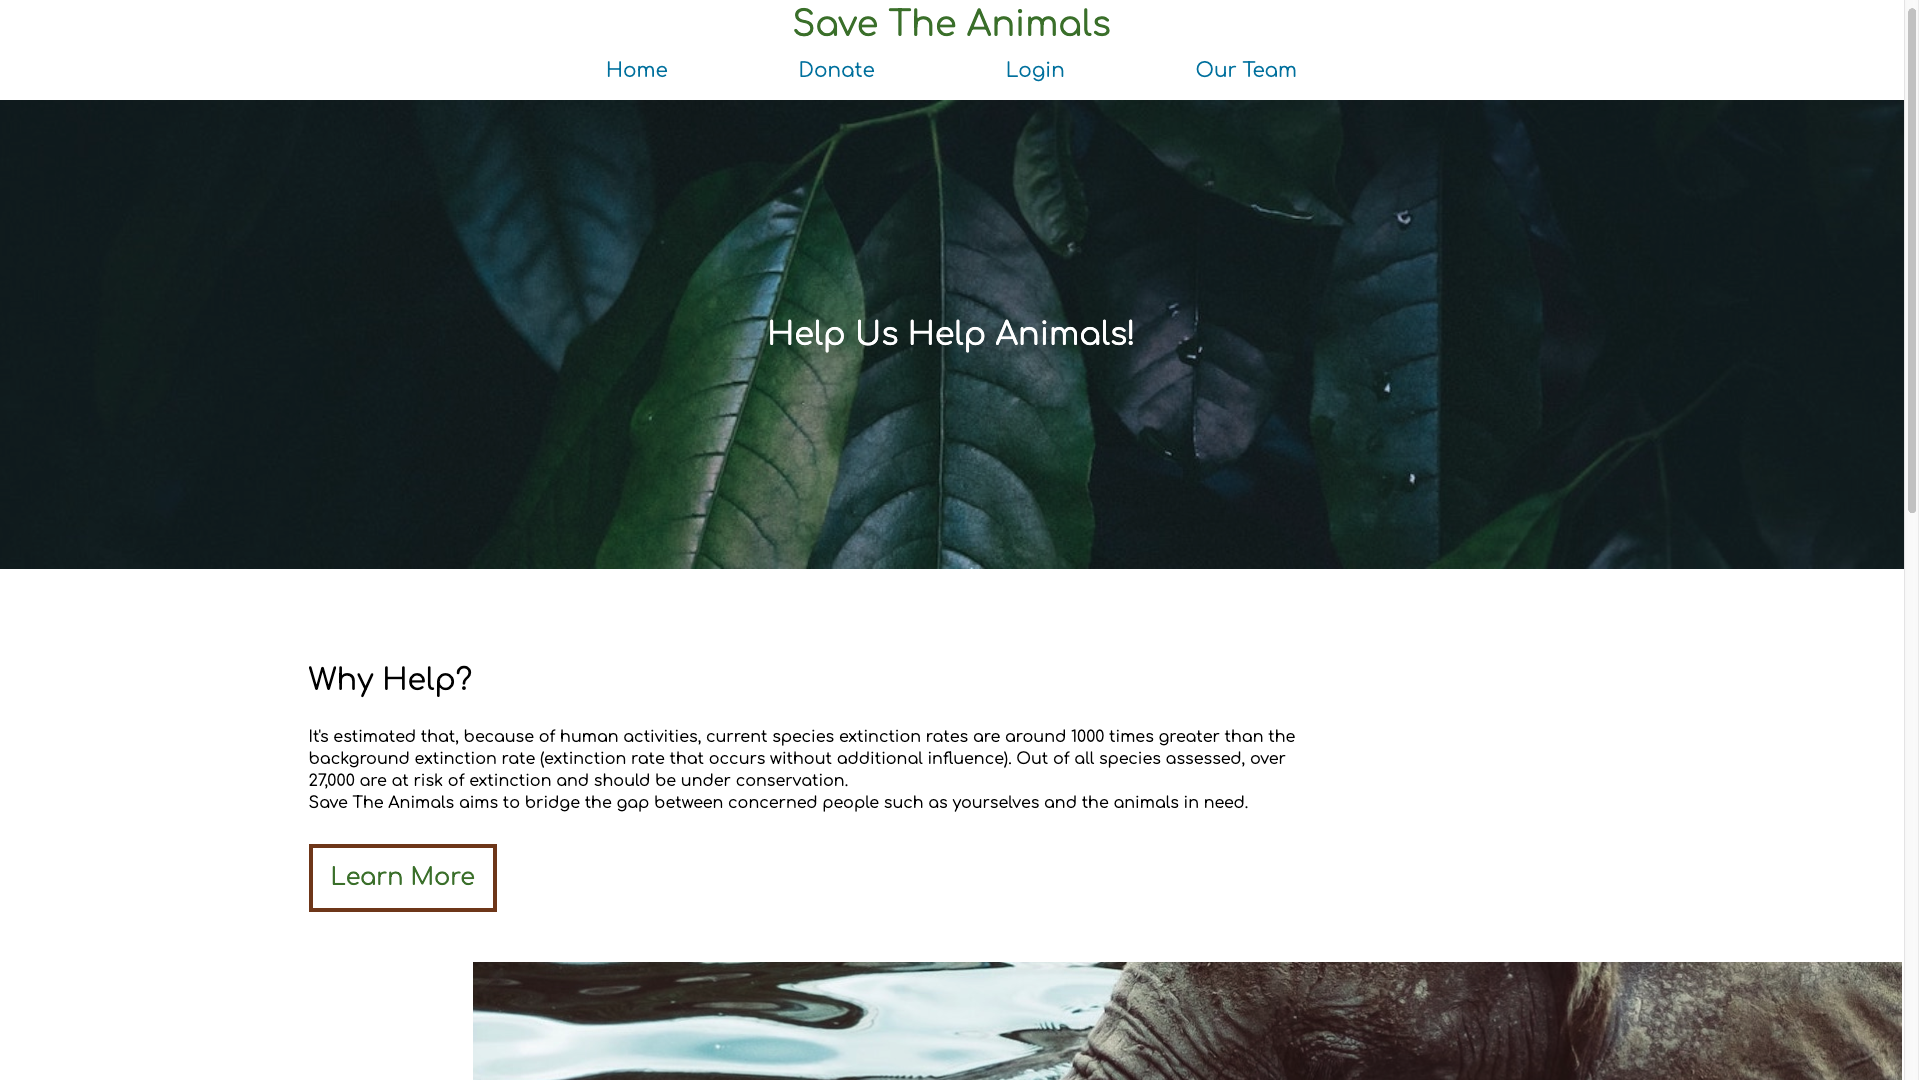 Save The Animals
Home Donate Login Our Team
Help Us Help Animals!
Why Help?
It's estimated that, because of human activities, current species extinction rates are around 1000 times greater than the
background extinction rate (extinction rate that occurs without additional influence). Out of all species assessed, over
27,000 are at risk of extinction and should be under conservation.
Save The Animals aims to bridge the gap between concerned people such as yourselves and the animals in need.
Learn More